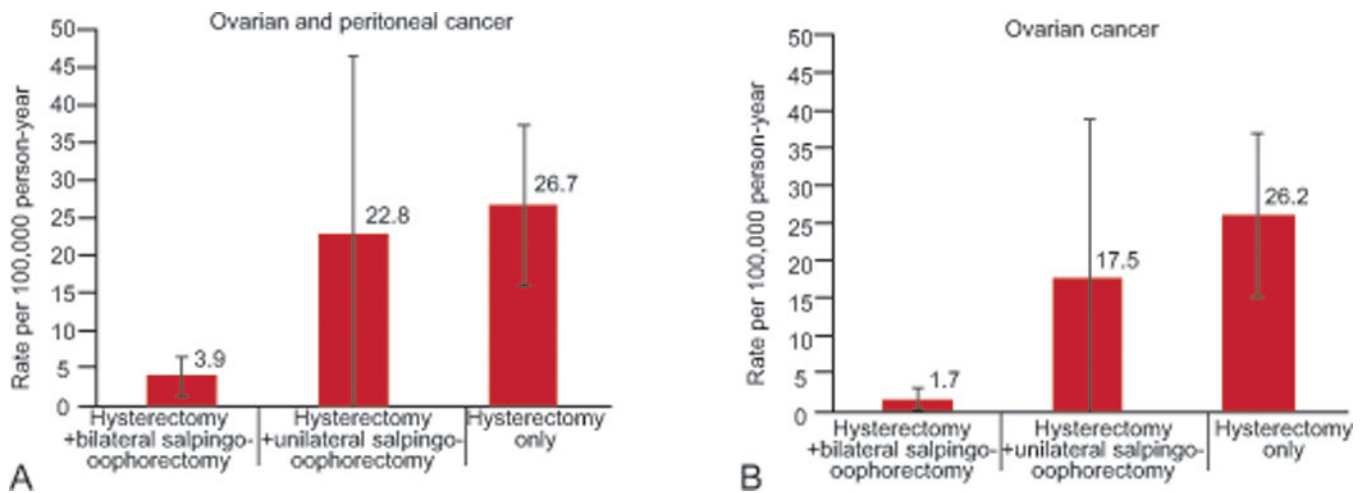 Ovarian and peritoneal cancer
Rate per 100,000 person-year
50
45
40
35
30
25
20
15
10
5
0
3.9
22.8
26.7
Hysterectomy
+bilateral salpingo-
oophorectomy
Hysterectomy
+unilateral salpingo-
oophorectomy
Hysterectomy
only
A
Ovarian cancer
Rate per 100,000 person-year
50
45
40
35
30
25
20
15
10
5
0
1.7
17.5
26.2
Hysterectomy
+bilateral salpingo-
oophorectomy
Hysterectomy
+unilateral salpingo-
oophorectomy
Hysterectomy
only
B